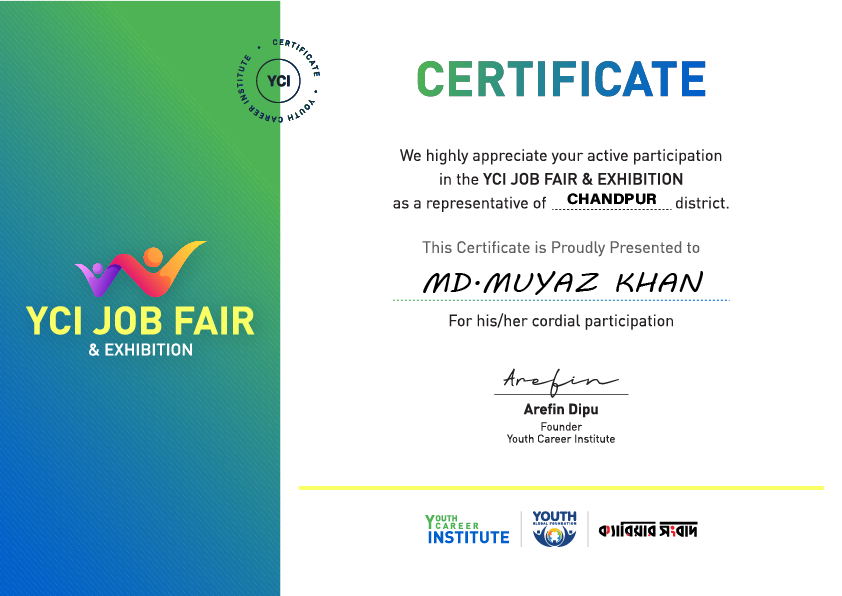 CERTIFICATE
YOUTH CAREER INSTITUTE
YCI
CERTIFICATE
We highly appreciate your active participation
in the YCI JOB FAIR & EXHIBITION
as a representative of CHANDPUR district.
This Certificate is Proudly Presented to
MD.MUYAZ KHAN
For his/her cordial participation
YCI JOB FAIR
& EXHIBITION
Arefin
Arefin Dipu
Founder
Youth Career Institute
YOUTH
CAREER
INSTITUTE
YOUTH
GLOBAL FOUNDATION
ক্যারিয়ার সংবাদ